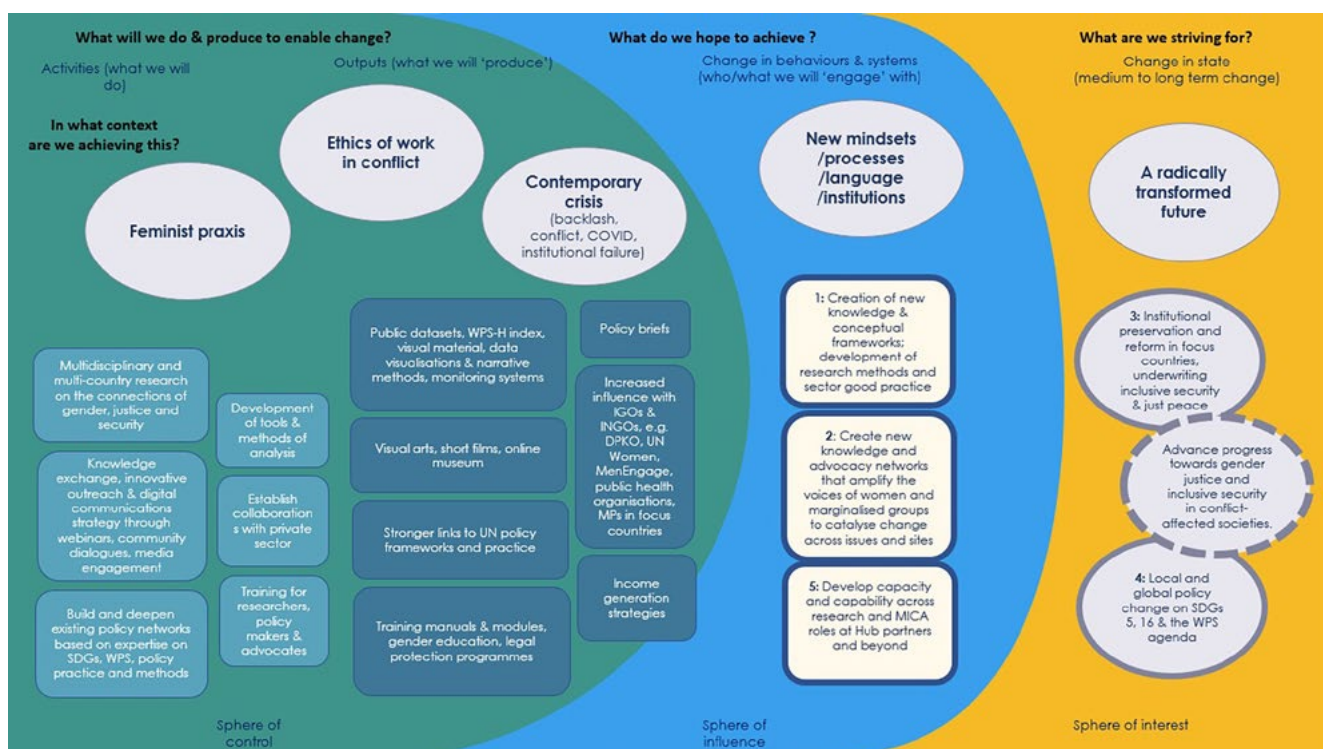 What will we do & produce to enable change?
Activities (what we will
do)
Outputs (what we will ‘produce’)
In what context
are we achieving this?
Feminist praxis
Ethics of work
in conflict
Contemporary
crisis
(backlash,
conflict, COVID,
institutional failure)
Multidisciplinary and
multi-country research
on the connections of
gender, justice and
security
Knowledge
exchange, innovative
outreach & digital
communications
strategy through
webinars, community
dialogues, media
engagement
Build and deepen
existing policy networks
based on expertise on
SDGs, WPS, policy
practice and methods
Development
of tools &
methods of
analysis
Establish
collaboration
s with private
sector
Training for
researchers,
policy
makers &
advocates
Public datasets, WPS-H index,
visual material, data
visualisations & narrative
methods, monitoring systems
Visual arts, short films, online
museum
Stronger links to UN policy
frameworks and practice
Training manuals & modules,
gender education, legal
protection programmes
Policy briefs
Increased
influence with
IGOs &
INGOs, e.g.
DPKO, UN
Women,
MenEngage,
public health
organisations,
MPs in focus
countries
Income
generation
strategies
Sphere of
control
What do we hope to achieve ?
Change in behaviours & systems
(who/what we will ‘engage’ with)
New mindsets
/processes
/language
/institutions
1: Creation of new
knowledge &
conceptual
frameworks;
development of
research methods and
sector good practice
2: Create new
knowledge and
advocacy networks
that amplify the
voices of women and
marginalised groups
to catalyse change
across issues and sites
5: Develop capacity
and capability across
research and MICA
roles at Hub partners
and beyond
Sphere of
influence
What are we striving for?
Change in state
(medium to long term change)
A radically
transformed
future
3: Institutional
preservation and
reform in focus
countries,
underwriting
inclusive security
& just peace
Advance progress
towards gender
justice and
inclusive security
in conflict-
affected societies.
4: Local and
global policy
change on SDGs
5, 16 & the WPS
agenda
Sphere of interest